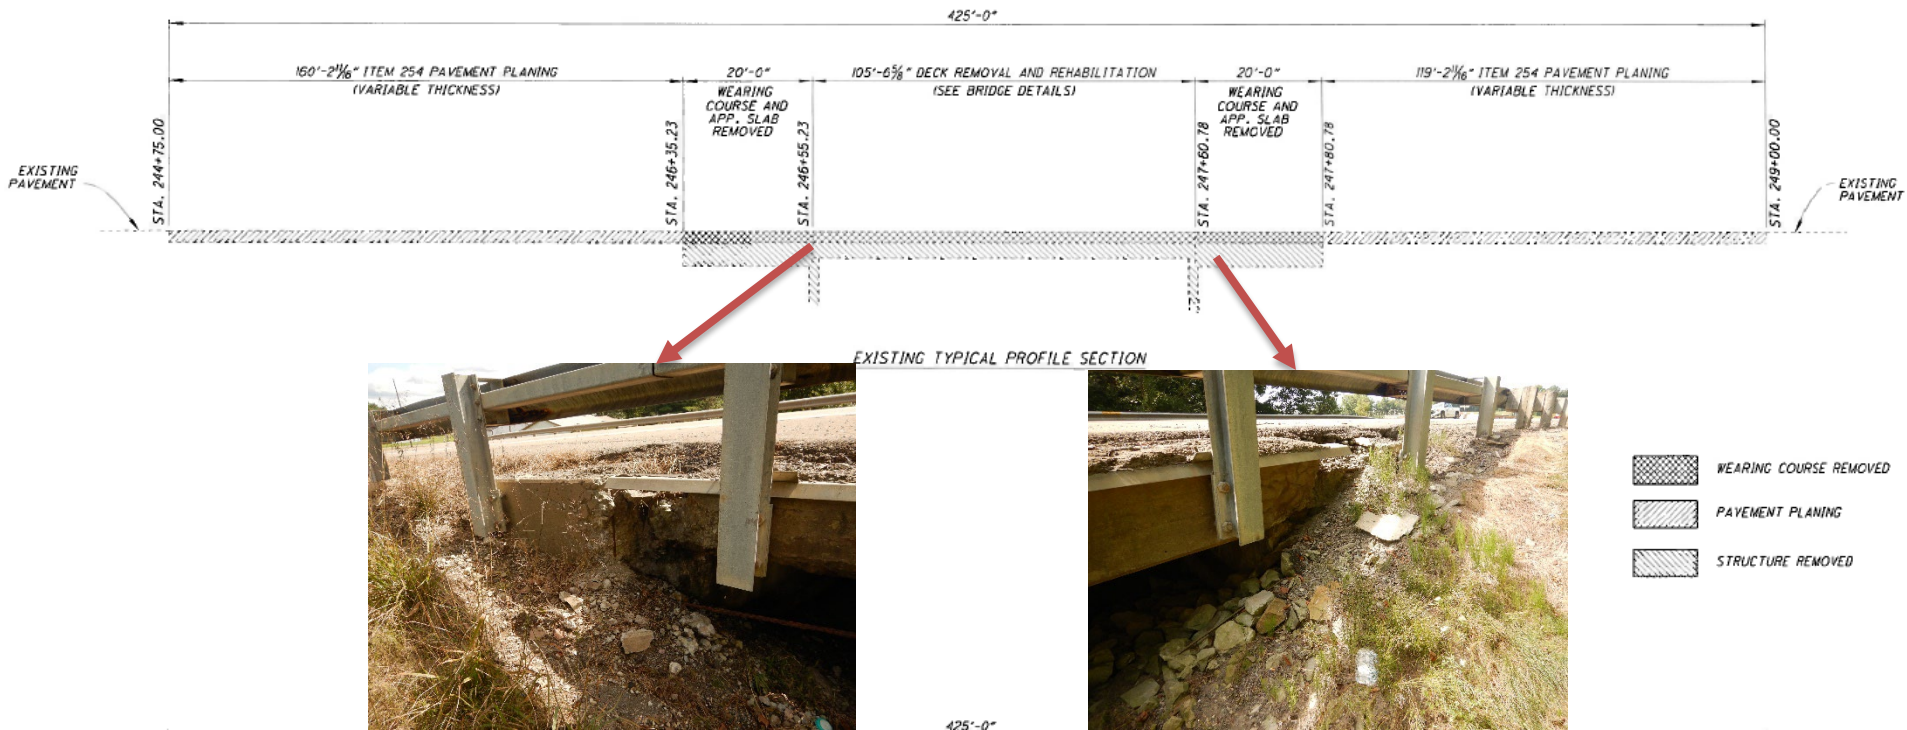 425'-0"
160'-2 11/16" ITEM 254 PAVEMENT PLANING
(VARIABLE THICKNESS)
20'-0"
WEARING
COURSE AND
APP. SLAB
REMOVED
105'-6 5/8" DECK REMOVAL AND REHABILITATION
(SEE BRIDGE DETAILS)
20'-0"
WEARING
COURSE AND
APP. SLAB
REMOVED
119'-2 11/16" ITEM 254 PAVEMENT PLANING
(VARIABLE THICKNESS)
EXISTING
PAVEMENT
STA. 244+75.00
STA. 246+35.23
STA. 246+55.23
STA. 247+60.78
STA. 247+80.78
STA. 249+00.00
EXISTING
PAVEMENT
EXISTING TYPICAL PROFILE SECTION
WEARING COURSE REMOVED
PAVEMENT PLANING
STRUCTURE REMOVED
425'-0"